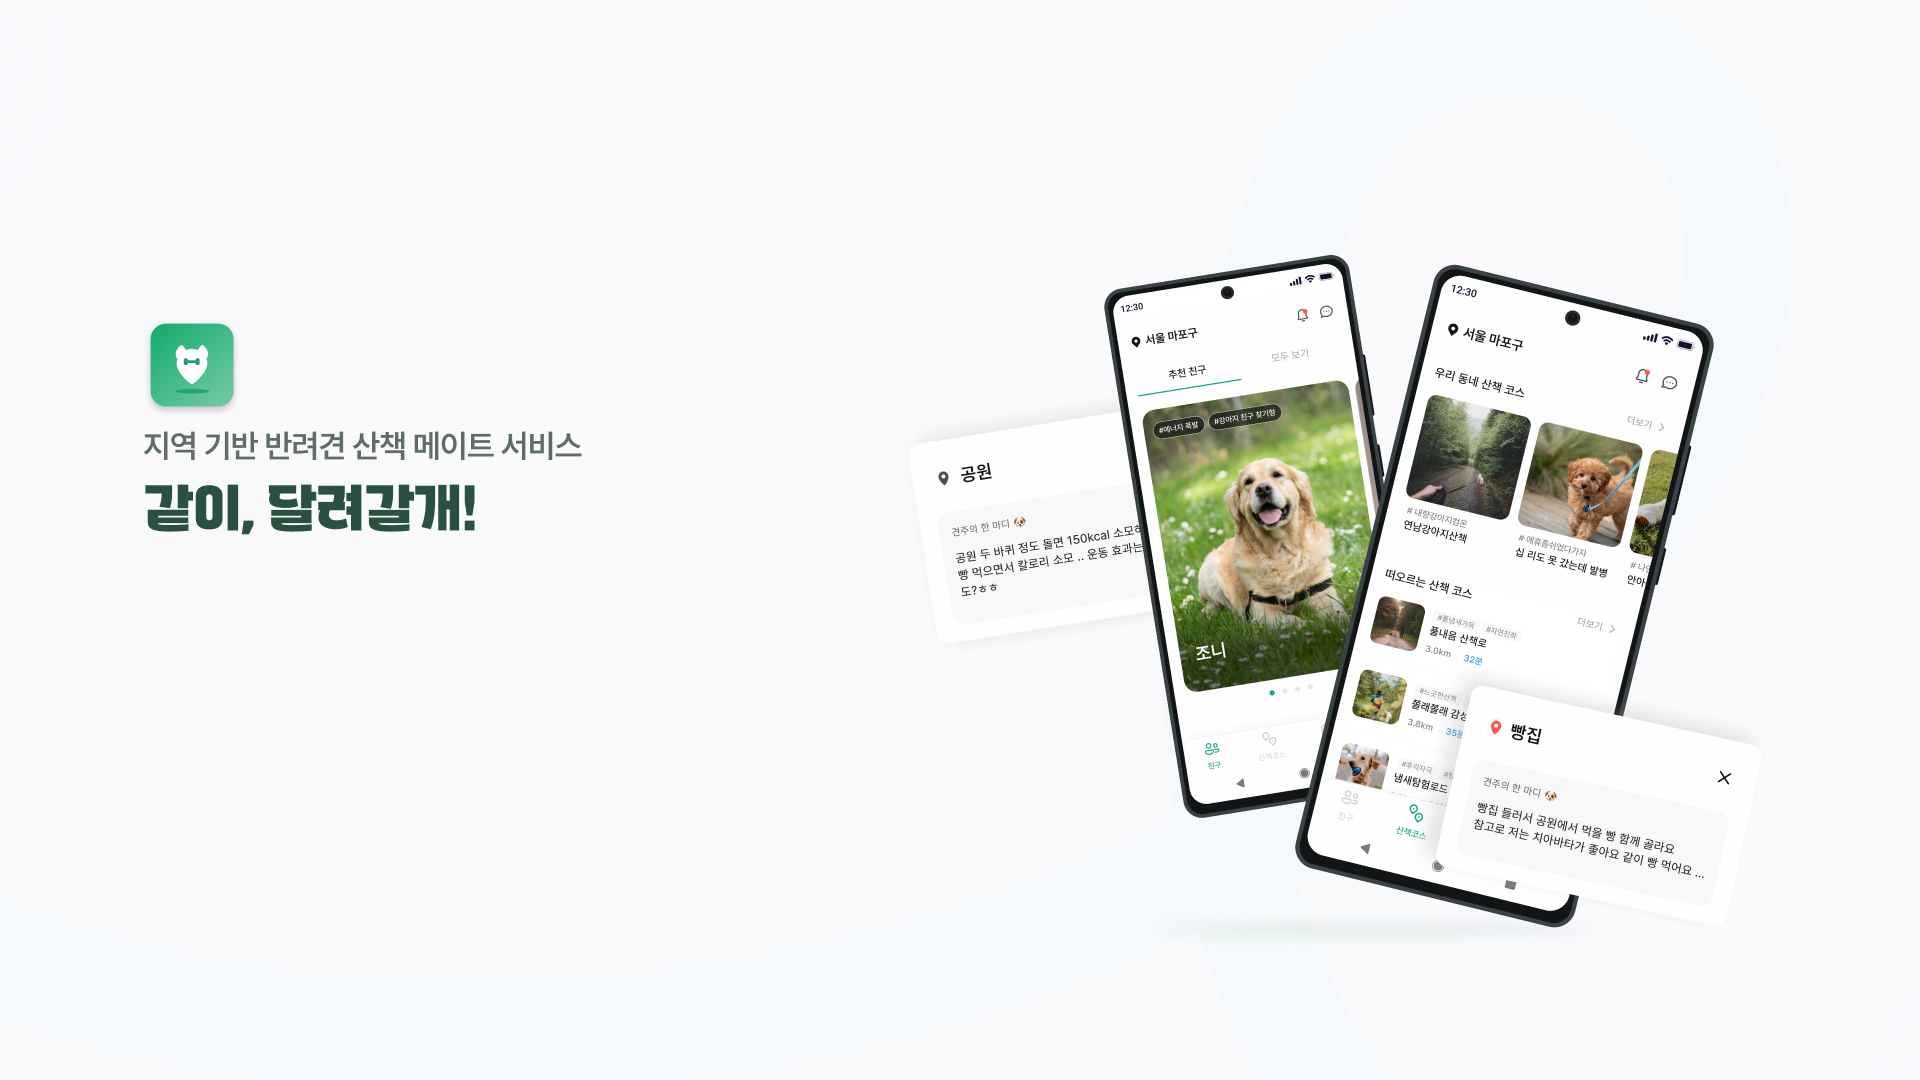 지역 기반 반려견 산책 메이트 서비스
같이, 달려갈개!
공원
견주의 한 마디
공원 두 바퀴 정도 돌면 150kcal 소모
빵 먹으면서 칼로리 소모 .. 운동 효과는
도?ㅎㅎ
12:30
서울 마포구
추천 친구
모두 보기
#에너지 폭발
#강아지 친구 찾기형
조니
친구
산책코스
12:30
서울 마포구
우리 동네 산책 코스
더보기
# 내향강아지컴온
연남강아지산책
# 에휴좀쉬었다가자
십 리도 못 갔는데 발병
떠오르는 산책 코스
더보기
#풀냄새가득
#자연친화
풀내음 산책로
3.0km
32분
#느긋한산책
쫄래쫄래 감성
3.8km
35분
#후각자극
냄새탐험로드
친구
산책코스
빵집
견주의 한 마디
빵집 들러서 공원에서 먹을 빵 함께 골라요
참고로 저는 치아바타가 좋아요 같이 빵 먹어요 ...